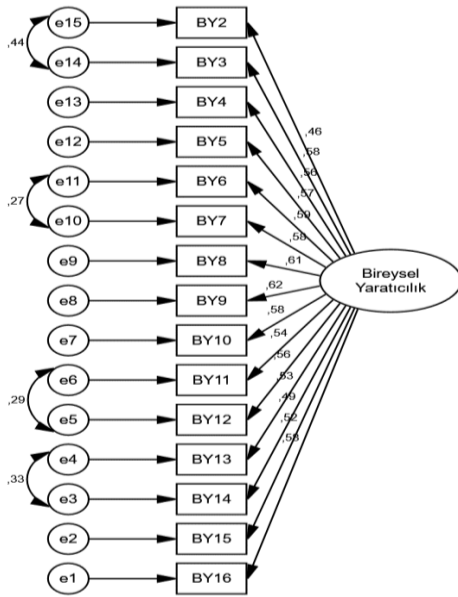 e15
BY2
,44
e14
BY3
e13
BY4
,46
e12
BY5
,58
,56
e11
BY6
,57
,27
,59
e10
BY7
,58
e9
BY8
,61
Bireysel
Yaratıcılık
e8
BY9
,62
,58
e7
BY10
,54
,56
e6
BY11
,53
,29
,49
e5
BY12
,52
e4
BY13
,33
e3
BY14
e2
BY15
e1
BY16